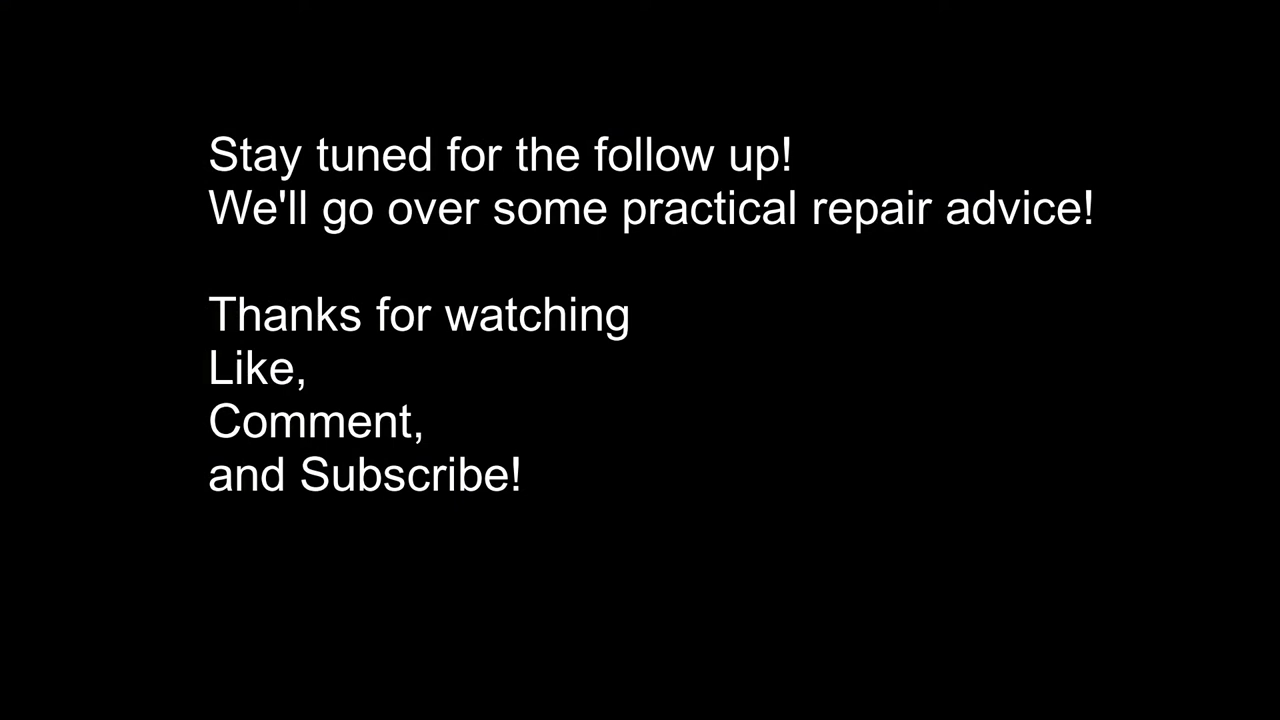 Stay tuned for the follow up!
We'll go over some practical repair advice!
Thanks for watching
Like,
Comment,
and Subscribe!